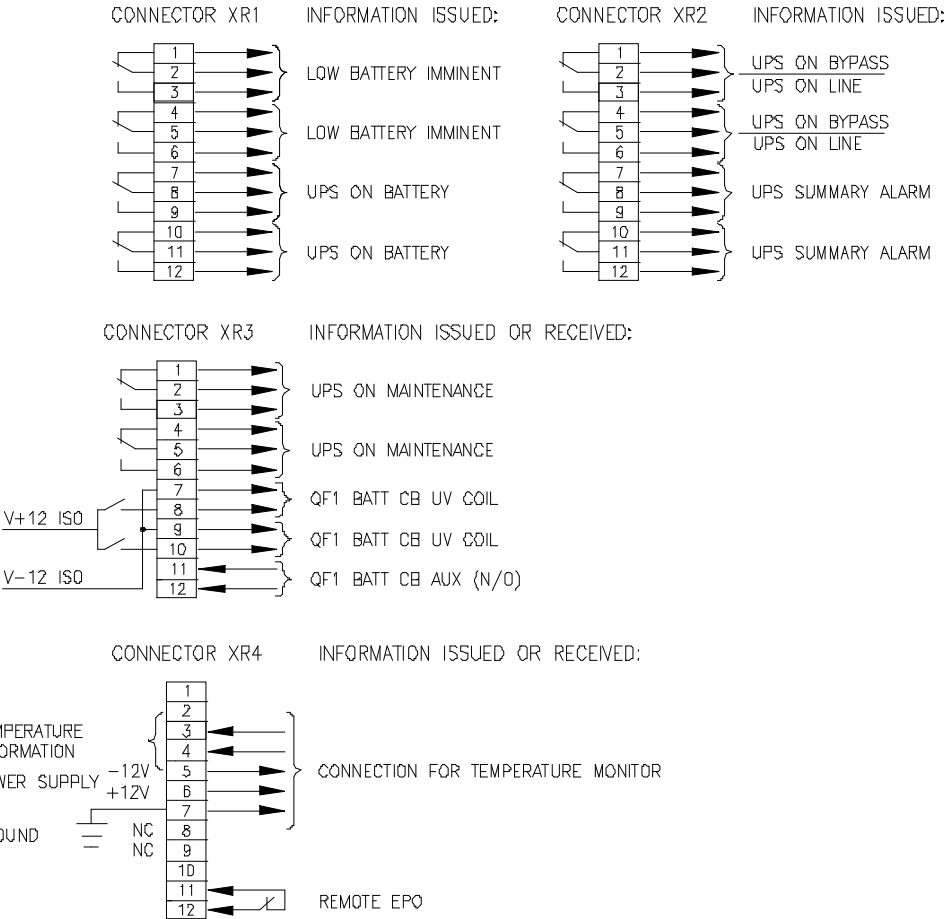 CONNECTOR XR1 INFORMATION ISSUED:
1
2
3
LOW BATTERY IMMINENT
4
5
6
LOW BATTERY IMMINENT
7
8
9
UPS ON BATTERY
10
11
12
UPS ON BATTERY
CONNECTOR XR2 INFORMATION ISSUED:
1
2
3
UPS ON BYPASS
UPS ON LINE
4
5
6
UPS ON BYPASS
UPS ON LINE
7
8
9
UPS SUMMARY ALARM
10
11
12
UPS SUMMARY ALARM
CONNECTOR XR3 INFORMATION ISSUED OR RECEIVED:
1
2
3
UPS ON MAINTENANCE
4
5
6
UPS ON MAINTENANCE
7
8
QF1 BATT CB UV COIL
9
10
QF1 BATT CB UV COIL
11
12
QF1 BATT CB AUX (N/O)
V+12 ISO
V-12 ISO
CONNECTOR XR4 INFORMATION ISSUED OR RECEIVED:
1
2
3
4
5
6
7
8
9
10
11
12
MPERATURE
ORMATION
WER SUPPLY -12V
+12V
OUND
NC
NC
CONNECTION FOR TEMPERATURE MONITOR
REMOTE EPO